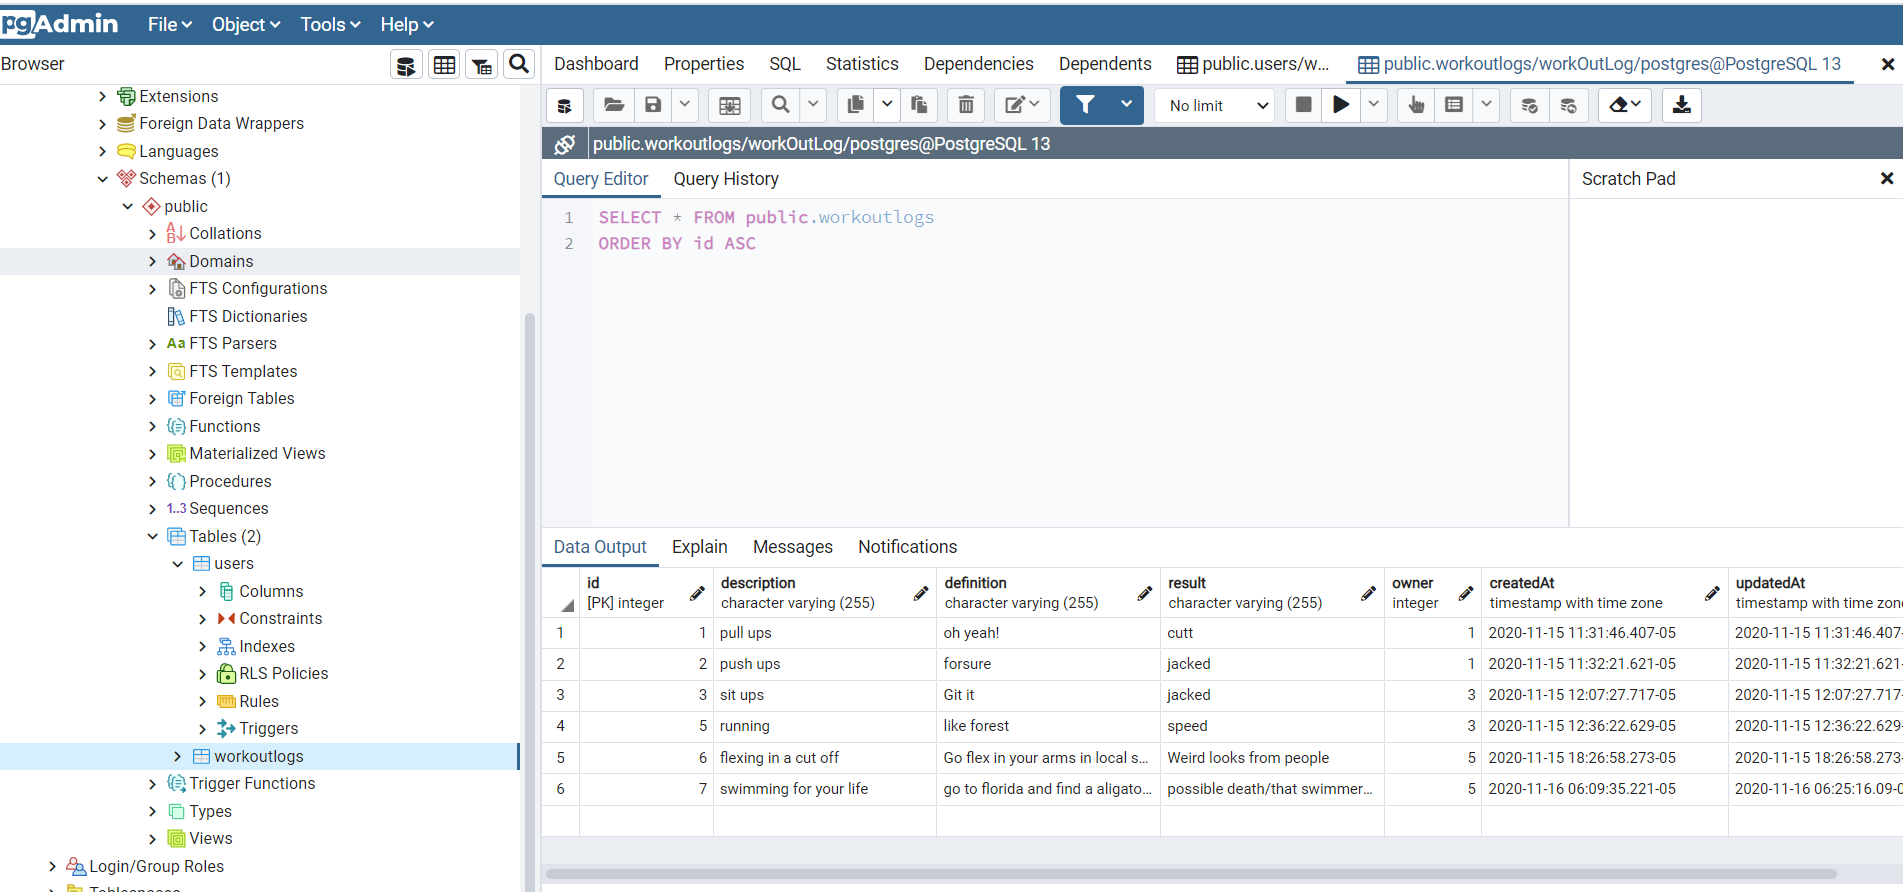 pgAdmin File Object Tools Help
Browser
Dashboard Properties SQL Statistics Dependencies Dependents public.users/w... public.workoutlogs/workOutLog/postgres@PostgreSQL 13
No limit
public.workoutlogs/workOutLog/postgres@PostgreSQL 13
Query Editor Query History
Scratch Pad
1 SELECT * FROM public.workoutlogs
2 ORDER BY id ASC
Extensions
Foreign Data Wrappers
Languages
Schemas (1)
public
Collations
Domains
FTS Configurations
FTS Dictionaries
Aa FTS Parsers
FTS Templates
Foreign Tables
Functions
Materialized Views
Procedures
1..3 Sequences
Tables (2)
users
Columns
Constraints
Indexes
RLS Policies
Rules
Triggers
workoutlogs
Trigger Functions
Types
Views
Login/Group Roles
Tablespaces
Data Output Explain Messages Notifications
id description definition result owner createdAt updatedAt
[PK] integer character varying (255) character varying (255) character varying (255) integer timestamp with time zone timestamp with time zon
1 1 pull ups oh yeah! cutt 1 2020-11-15 11:31:46.407-05 2020-11-15 11:31:46.407-
2 2 push ups forsure jacked 1 2020-11-15 11:32:21.621-05 2020-11-15 11:32:21.621-
3 3 sit ups Git it jacked 3 2020-11-15 12:07:27.717-05 2020-11-15 12:07:27.717-
4 5 running like forest speed 3 2020-11-15 12:36:22.629-05 2020-11-15 12:36:22.629-
5 6 flexing in a cut off Go flex in your arms in local s... Weird looks from people 5 2020-11-15 18:26:58.273-05 2020-11-15 18:26:58.273-
6 7 swimming for your life go to florida and find a aligato... possible death/that swimmer... 5 2020-11-16 06:09:35.221-05 2020-11-16 06:25:16.09-0